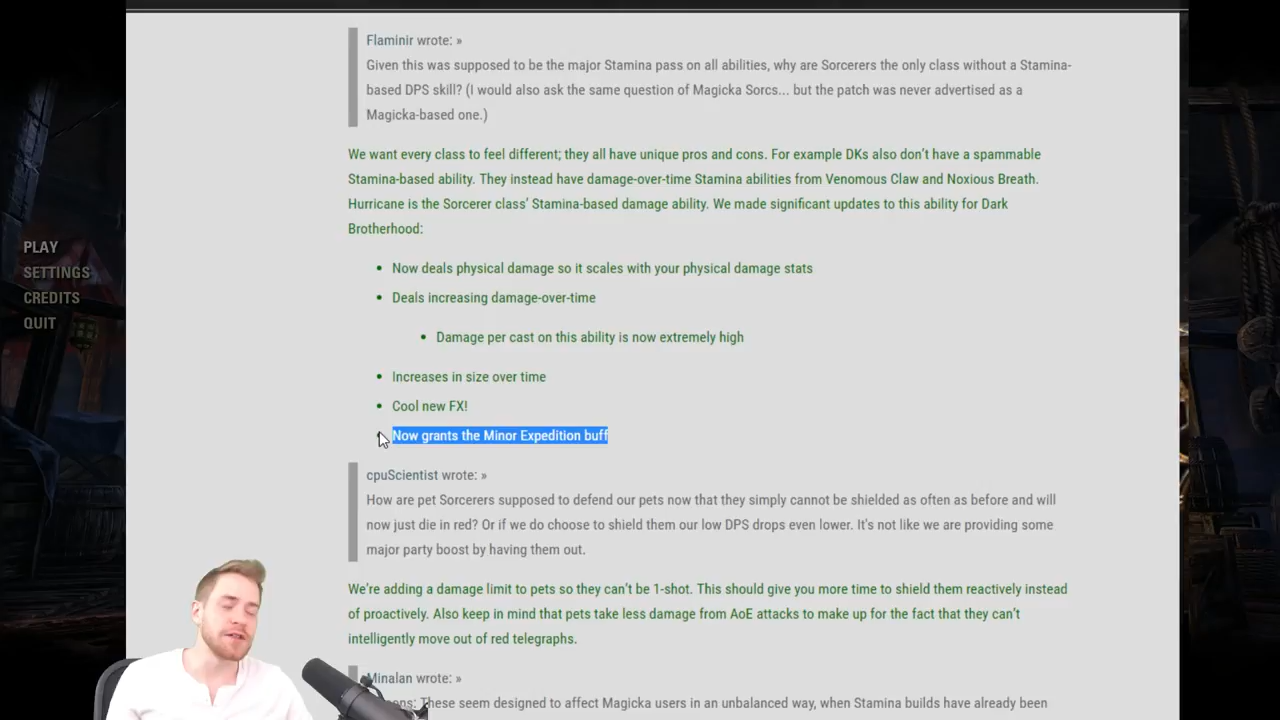 Flaminir wrote: »
Given this was supposed to be the major Stamina pass on all abilities, why are Sorcerers the only class without a Stamina-
based DPS skill? (I would also ask the same question of Magicka Sorcs... but the patch was never advertised as a
Magicka-based one.)
We want every class to feel different; they all have unique pros and cons. For example DKs also don't have a spammable
Stamina-based ability. They instead have damage-over-time Stamina abilities from Venomous Claw and Noxious Breath.
Hurricane is the Sorcerer class' Stamina-based damage ability. We made significant updates to this ability for Dark
Brotherhood:
PLAY
SETTINGS
CREDITS
QUIT
• Now deals physical damage so it scales with your physical damage stats
• Deals increasing damage-over-time
• Damage per cast on this ability is now extremely high
• Increases in size over time
• Cool new FX!
Now grants the Minor Expedition buff
cpuScientist wrote: »
How are pet Sorcerers supposed to defend our pets now that they simply cannot be shielded as often as before and will
now just die in red? Or if we do choose to shield them our low DPS drops even lower. It's not like we are providing some
major party boost by having them out.
We're adding a damage limit to pets so they can't be 1-shot. This should give you more time to shield them reactively instead
of proactively. Also keep in mind that pets take less damage from AoE attacks to make up for the fact that they can't
intelligently move out of red telegraphs.
Minalan wrote: »
These seem designed to affect Magicka users in an unbalanced way, when Stamina builds have already been